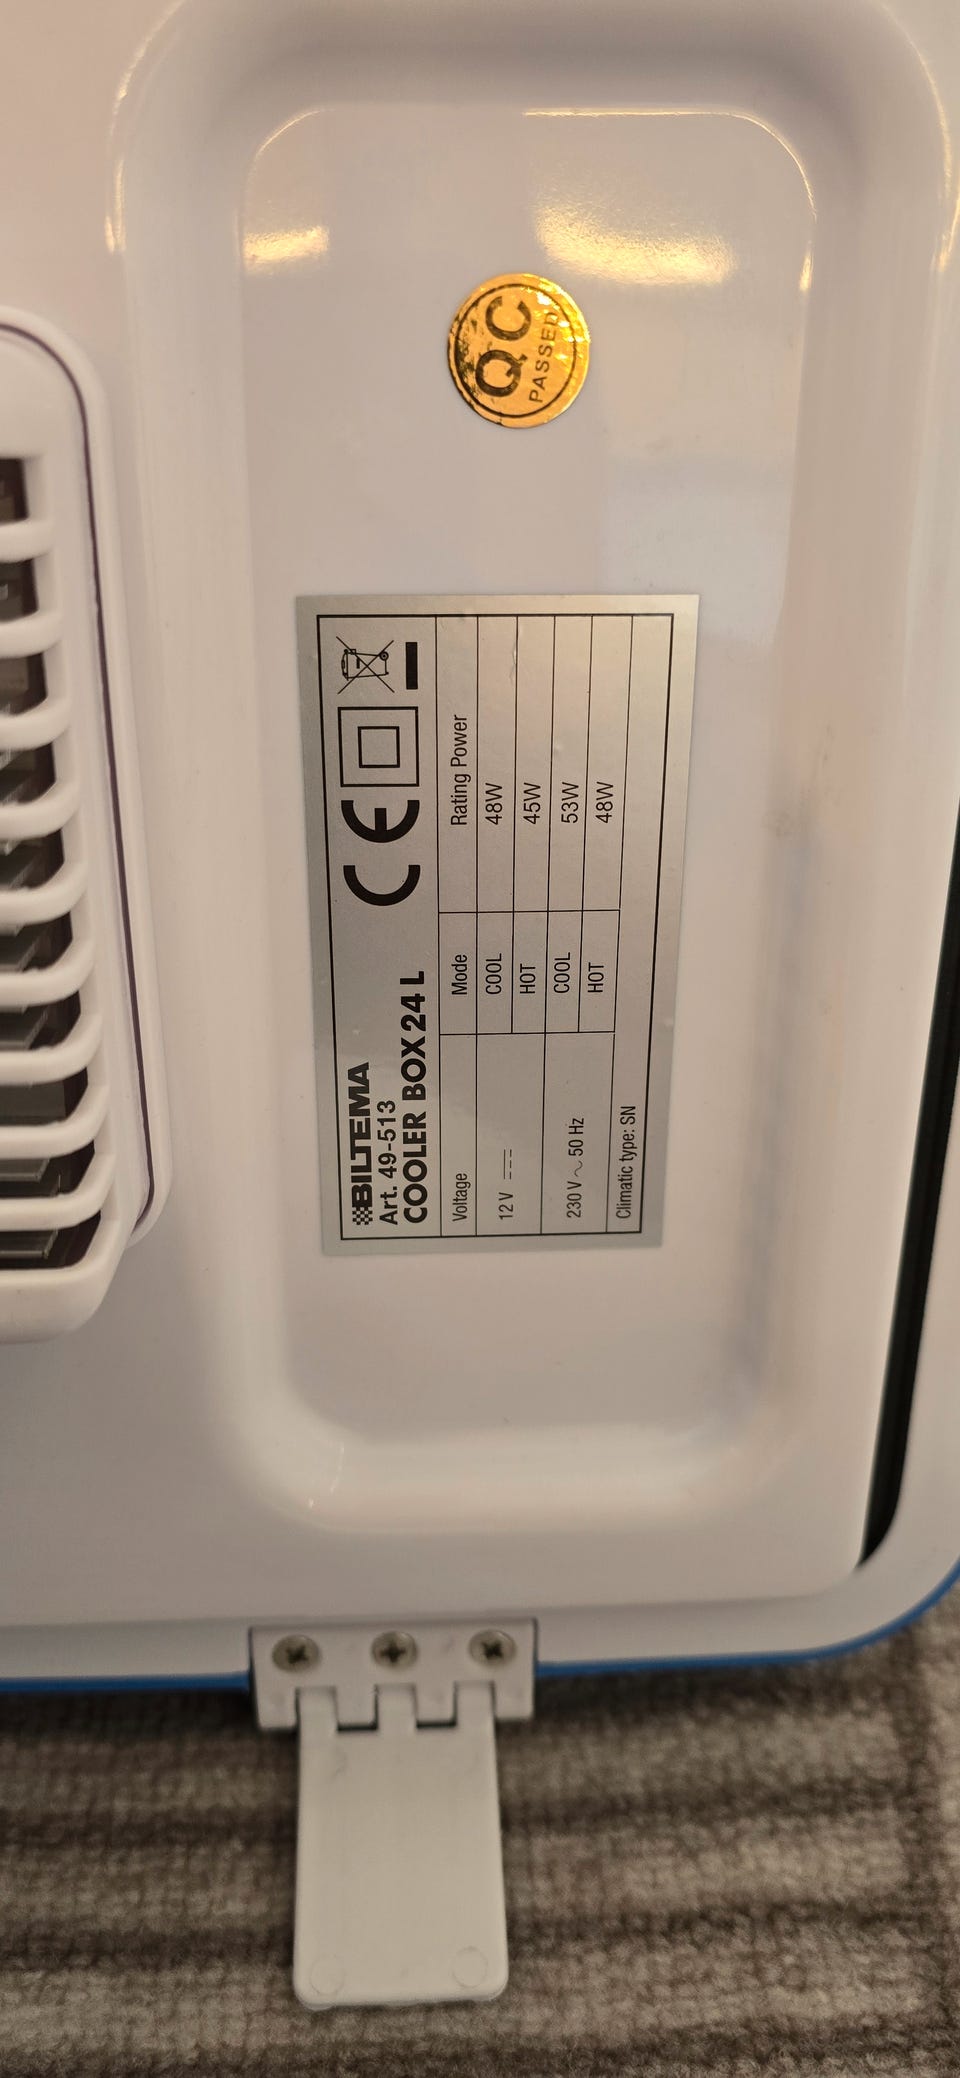 BILTEMA
Art. 49-513
COOLER BOX 24 L
CE
Voltage Mode Rating Power
12 V COOL 48W
HOT 45W
230 V ~ 50 Hz COOL 53W
HOT 48W
Climatic type: SN
QC
PASSED